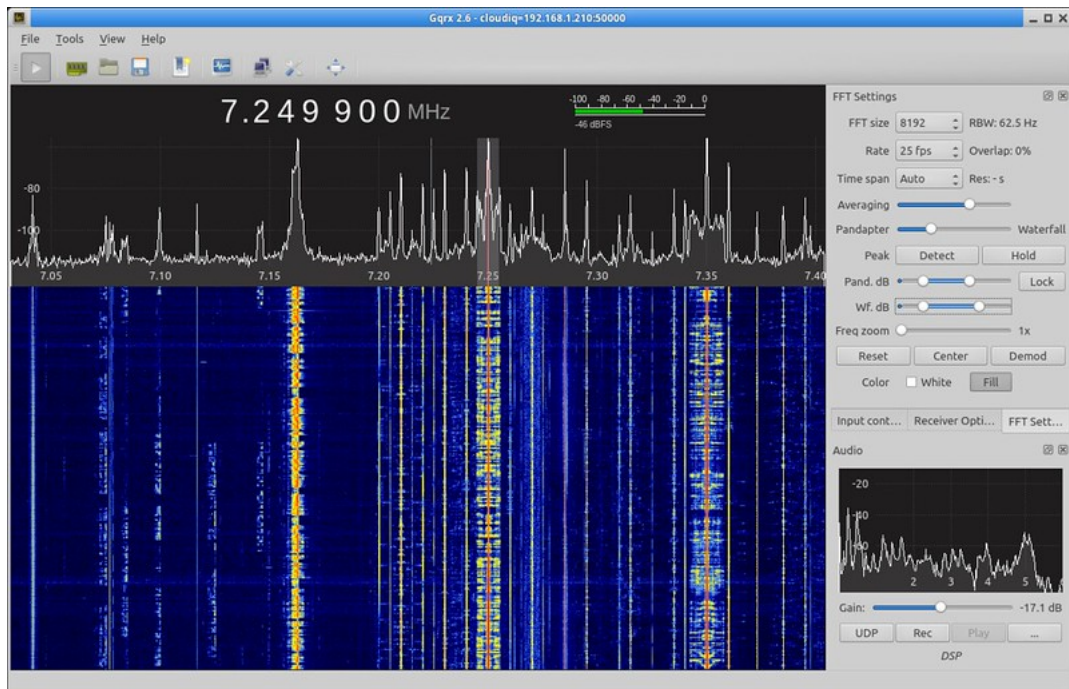 Gqrx 2.6 - cloudiq=192.168.1.210:50000
File Tools View Help
7.249 900 MHz
-100 -80 -60 -40 -20 0
-46 dBFS
-80
-100
7.05 7.10 7.15 7.20 7.25 7.30 7.35 7.40
FFT Settings
FFT size 8192 RBW: 62.5 Hz
Rate 25 fps Overlap: 0%
Time span Auto Res: - s
Averaging
Pandapter Waterfall
Peak Detect Hold
Pand. dB Lock
Wf. dB
Freq zoom 1x
Reset Center Demod
Color White Fill
Input cont... Receiver Opti... FFT Sett...
Audio
-20
-40
-60
2 3 4 5
Gain: -17.1 dB
UDP Rec Play ...
DSP